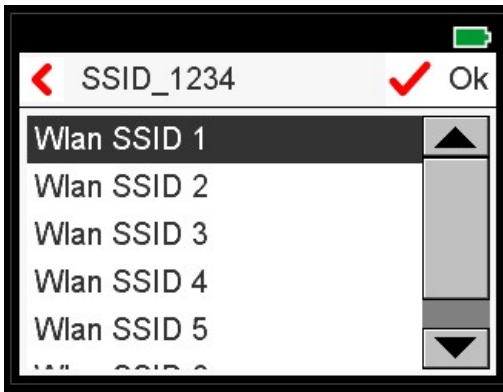 SSID_1234 Ok
Wlan SSID 1
Wlan SSID 2
Wlan SSID 3
Wlan SSID 4
Wlan SSID 5